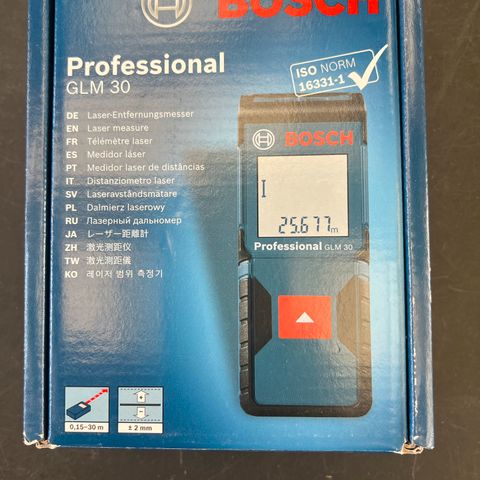 BOSCH
Professional
GLM 30
ISO NORM
16331-1
DE Laser-Entfernungsmesser
EN Laser measure
FR Télémètre laser
ES Medidor láser
PT Medidor laser de distâncias
IT Distanziometro laser
SV Laseravståndsmätare
PL Dalmierz laserowy
RU Лазерный дальномер
JA レーザー距離計
ZH 激光测距仪
TW 激光測距儀
KO 레이저 범위 측정기
BOSCH
25.677m
Professional GLM 30
0,15–30 m
± 2 mm